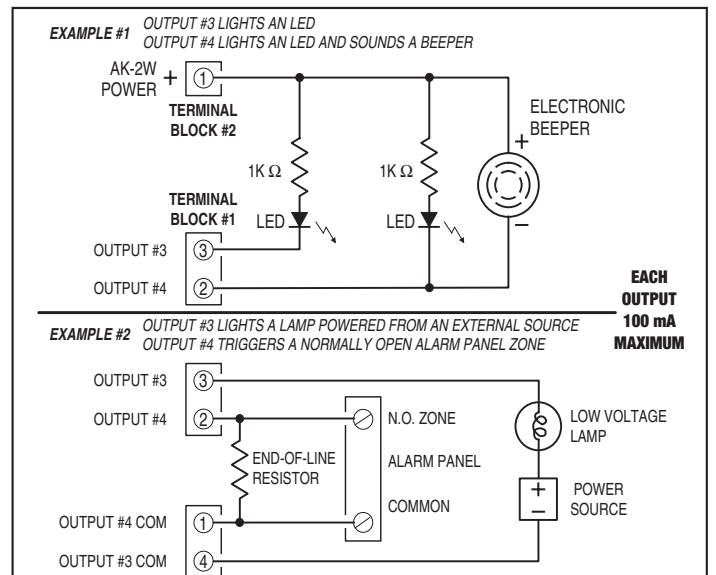 EXAMPLE #1
OUTPUT #3 LIGHTS AN LED
OUTPUT #4 LIGHTS AN LED AND SOUNDS A BEEPER
AK-2W
POWER
+
1
TERMINAL
BLOCK #2
ELECTRONIC
BEEPER
+
1K Ω
1K Ω
TERMINAL
BLOCK #1
LED
LED
–
OUTPUT #3
3
OUTPUT #4
2
EACH
OUTPUT
100 mA
MAXIMUM
EXAMPLE #2
OUTPUT #3 LIGHTS A LAMP POWERED FROM AN EXTERNAL SOURCE
OUTPUT #4 TRIGGERS A NORMALLY OPEN ALARM PANEL ZONE
OUTPUT #3
3
OUTPUT #4
2
N.O. ZONE
LOW VOLTAGE
LAMP
END-OF-LINE
RESISTOR
ALARM PANEL
+
–
POWER
SOURCE
COMMON
OUTPUT #4 COM
1
OUTPUT #3 COM
4